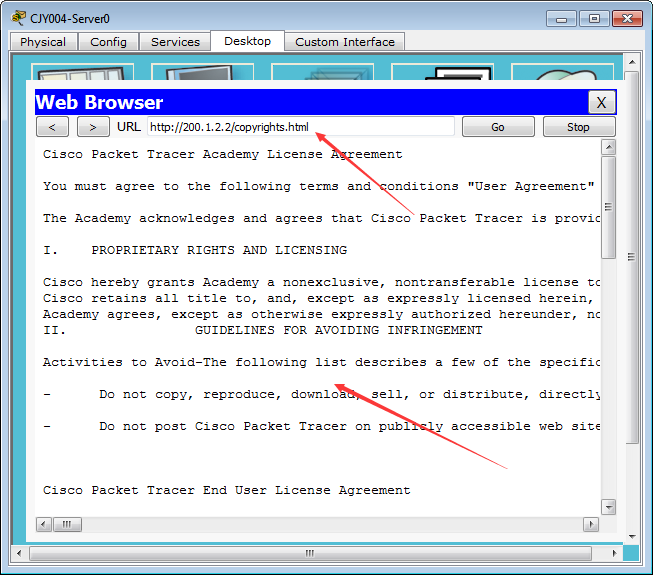 CJY004-Server0
Physical Config Services Desktop Custom Interface
Web Browser X
< > URL http://200.1.2.2/copyrights.html Go Stop
Cisco Packet Tracer Academy License Agreement
You must agree to the following terms and conditions "User Agreement"
The Academy acknowledges and agrees that Cisco Packet Tracer is provid
I. PROPRIETARY RIGHTS AND LICENSING
Cisco hereby grants Academy a nonexclusive, nontransferable license to
Cisco retains all title to, and, except as expressly licensed herein,
Academy agrees, except as otherwise expressly authorized hereunder, no
II. GUIDELINES FOR AVOIDING INFRINGEMENT
Activities to Avoid-The following list describes a few of the specific
- Do not copy, reproduce, download, sell, or distribute, directly
- Do not post Cisco Packet Tracer on publicly accessible web site
Cisco Packet Tracer End User License Agreement